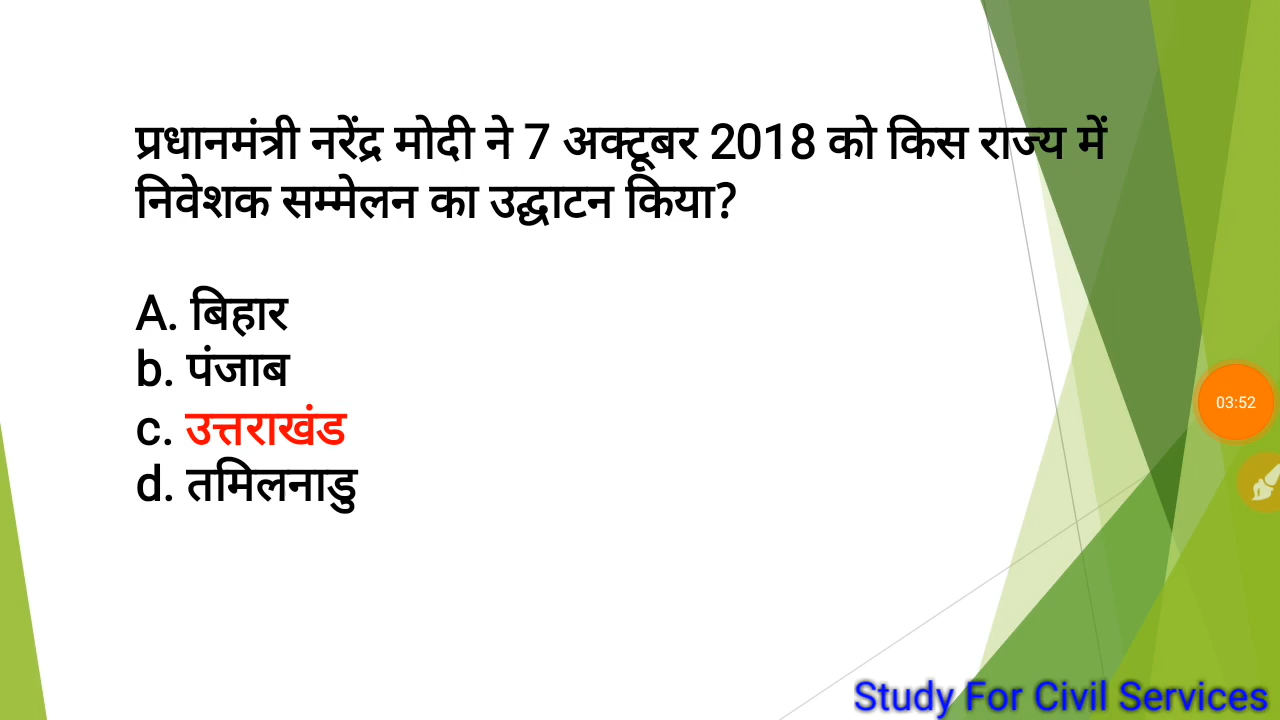 प्रधानमंत्री नरेंद्र मोदी ने 7 अक्टूबर 2018 को किस राज्य में
निवेशक सम्मेलन का उद्घाटन किया?
A. बिहार
b. पंजाब
c. उत्तराखंड
d. तमिलनाडु
03:52
Study For Civil Services